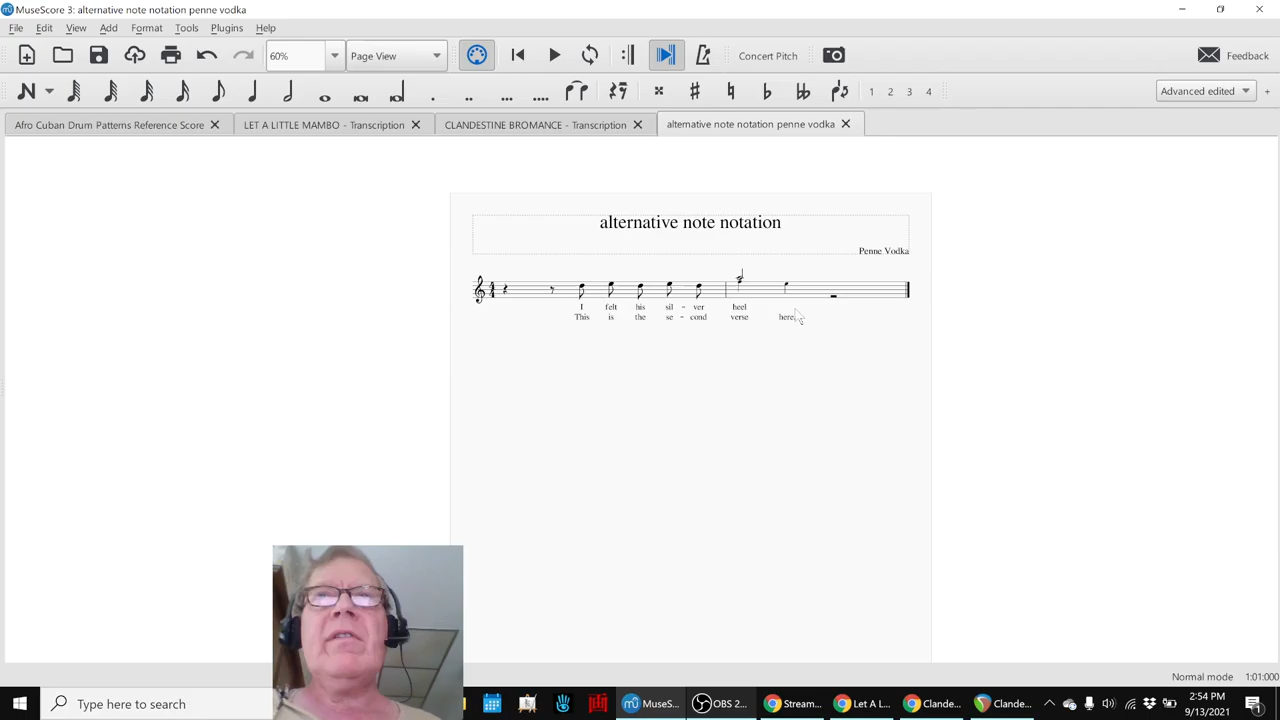 MuseScore 3: alternative note notation penne vodka
File Edit View Add Format Tools Plugins Help
60% Page View Concert Pitch Feedback
1 2 3 4 Advanced edited +
Afro Cuban Drum Patterns Reference Score LET A LITTLE MAMBO - Transcription CLANDESTINE BROMANCE - Transcription alternative note notation penne vodka
alternative note notation
Penne Vodka
I felt his sil - ver heel
This is the se - cond verse here.
Normal mode 1:01:000
Type here to search MuseS... OBS 2... Stream... Let A L... Clande... Clande... 2:54 PM
9/13/2021